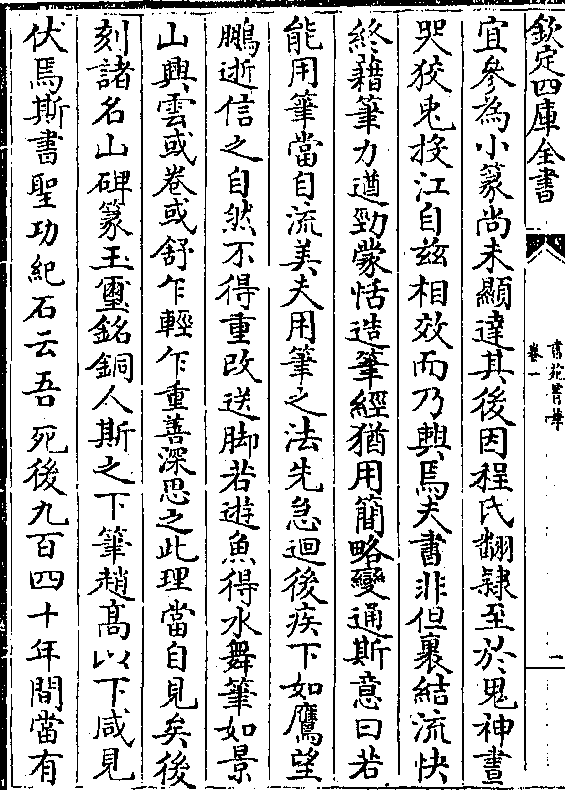 欽定四庫全書
書苑菁華
卷一
一
宜參為小篆尚未顯達其後因程氏翻隸至於鬼神晝
哭狡兎投江自兹相效而乃興焉夫書非但裹結流快
終藉筆力遒勁蒙恬造筆經猶用簡略變通斯意曰若
能用筆當自流美夫用筆之法先急迴後疾下如鷹望
鵬逝信之自然不得重改送脚若遊魚得水舞筆如景
山興雲或卷或舒乍輕乍重善深思之此理當自見矣後
刻諸名山碑篆玉璽銘銅人斯之下筆趙髙以下咸見
伏焉斯書聖功紀石云吾死後九百四十年間當有